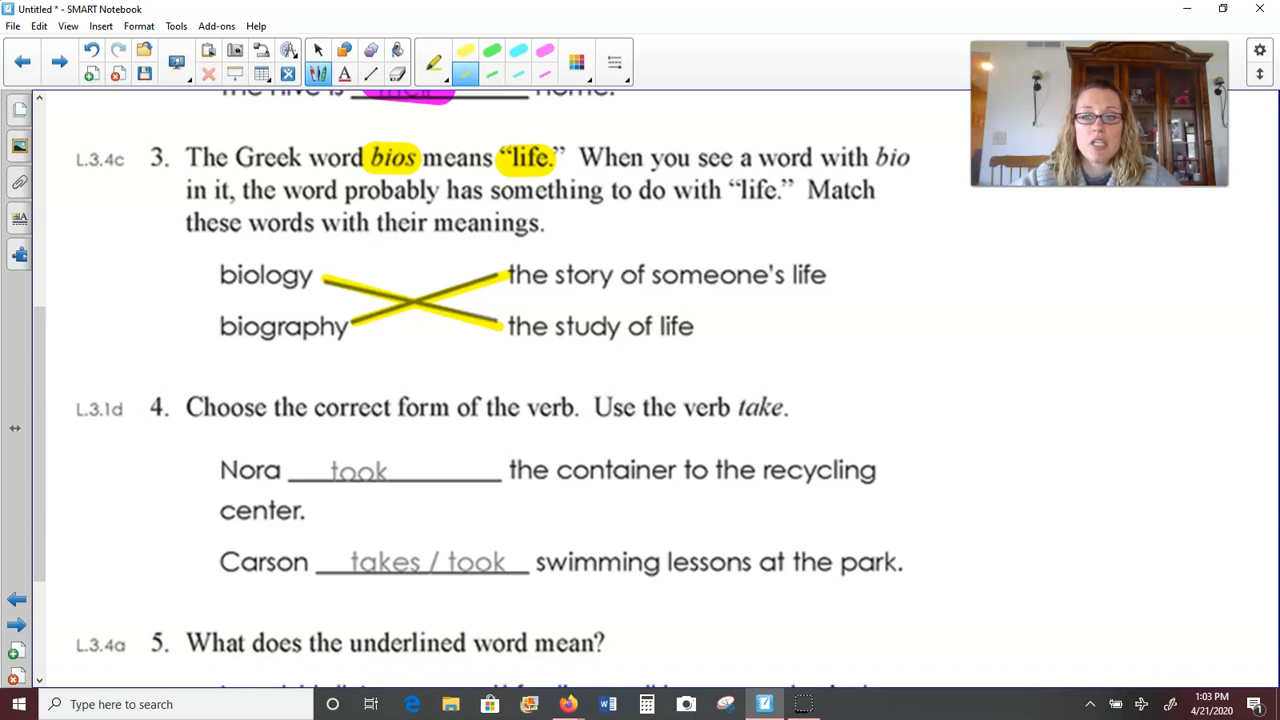 Untitled * - SMART Notebook
File Edit View Insert Format Tools Add-ons Help
The hive is their home.
L.3.4c 3. The Greek word bios means “life.” When you see a word with bio
in it, the word probably has something to do with “life.” Match
these words with their meanings.
biology the story of someone's life
biography the study of life
L.3.1d 4. Choose the correct form of the verb. Use the verb take.
Nora took the container to the recycling
center.
Carson takes / took swimming lessons at the park.
L.3.4a 5. What does the underlined word mean?
Type here to search
1:03 PM
4/21/2020